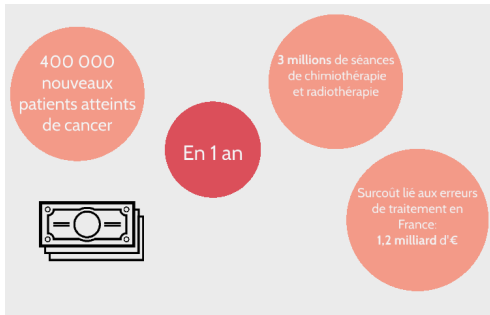 400 000
nouveaux
patients atteints
de cancer
3 millions de séances
de chimiothérapie
et radiothérapie
En 1 an
Surcoût lié aux erreurs
de traitement en
France:
1,2 milliard d'€